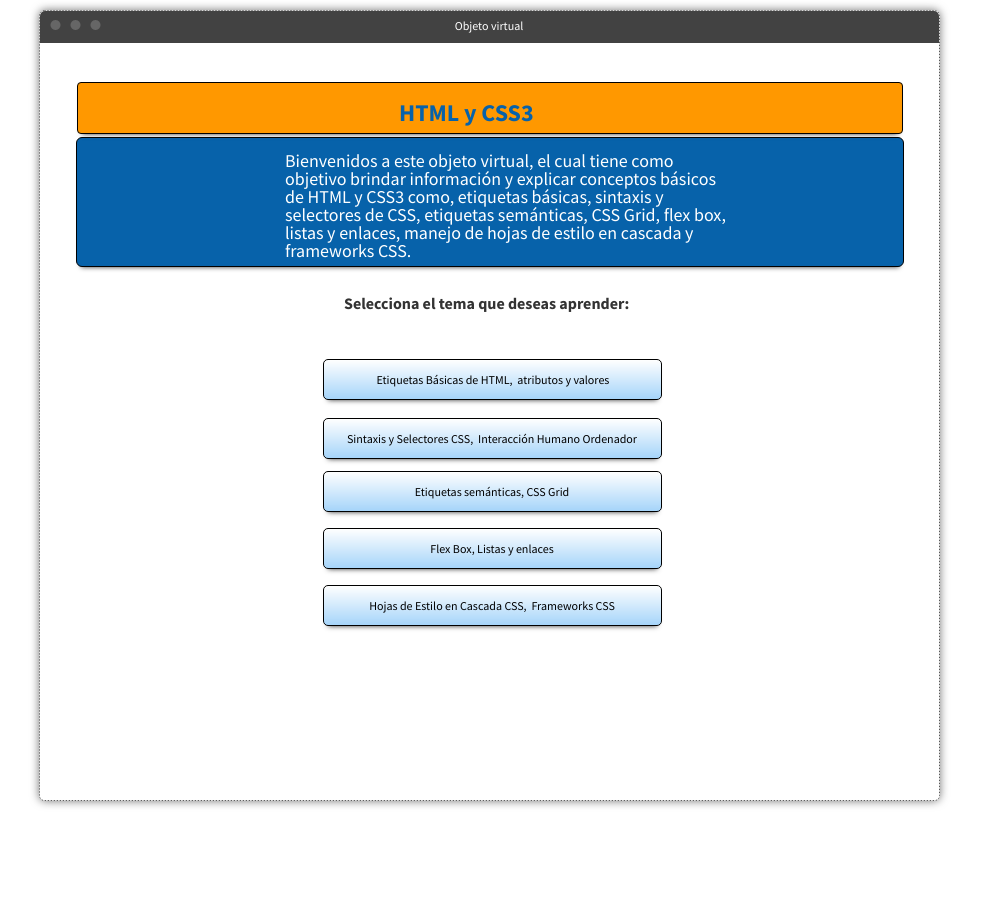 Objeto virtual
HTML y CSS3
Bienvenidos a este objeto virtual, el cual tiene como
objetivo brindar información y explicar conceptos básicos
de HTML y CSS3 como, etiquetas básicas, sintaxis y
selectores de CSS, etiquetas semánticas, CSS Grid, flex box,
listas y enlaces, manejo de hojas de estilo en cascada y
frameworks CSS.
Selecciona el tema que deseas aprender:
Etiquetas Básicas de HTML,  atributos y valores
Sintaxis y Selectores CSS,  Interacción Humano Ordenador
Etiquetas semánticas, CSS Grid
Flex Box, Listas y enlaces
Hojas de Estilo en Cascada CSS,  Frameworks CSS